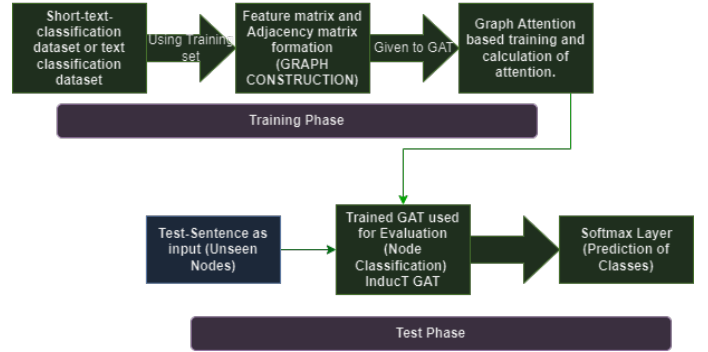 Short-text-
classification
dataset or text
classification
dataset
Using Training
set
Feature matrix and
Adjacency matrix
formation
(GRAPH
CONSTRUCTION)
Given to GAT
Graph Attention
based training and
calculation of
attention.
Training Phase
Test-Sentence as
input (Unseen
Nodes)
Trained GAT used
for Evaluation
(Node
Classification)
InducT GAT
Softmax Layer
(Prediction of
Classes)
Test Phase